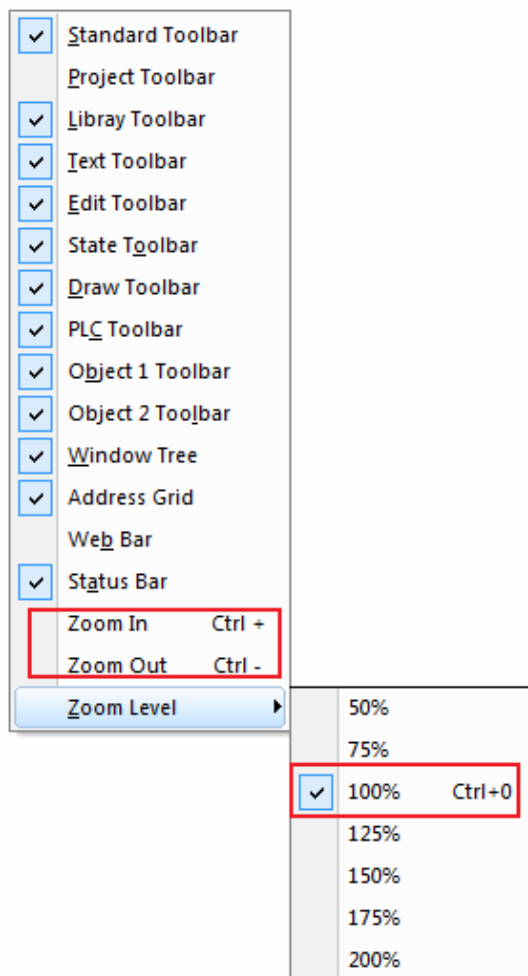 Standard Toolbar
Project Toolbar
Libray Toolbar
Text Toolbar
Edit Toolbar
State Toolbar
Draw Toolbar
PLC Toolbar
Object 1 Toolbar
Object 2 Toolbar
Window Tree
Address Grid
Web Bar
Status Bar
Zoom In Ctrl +
Zoom Out Ctrl -
Zoom Level
50%
75%
100% Ctrl+0
125%
150%
175%
200%